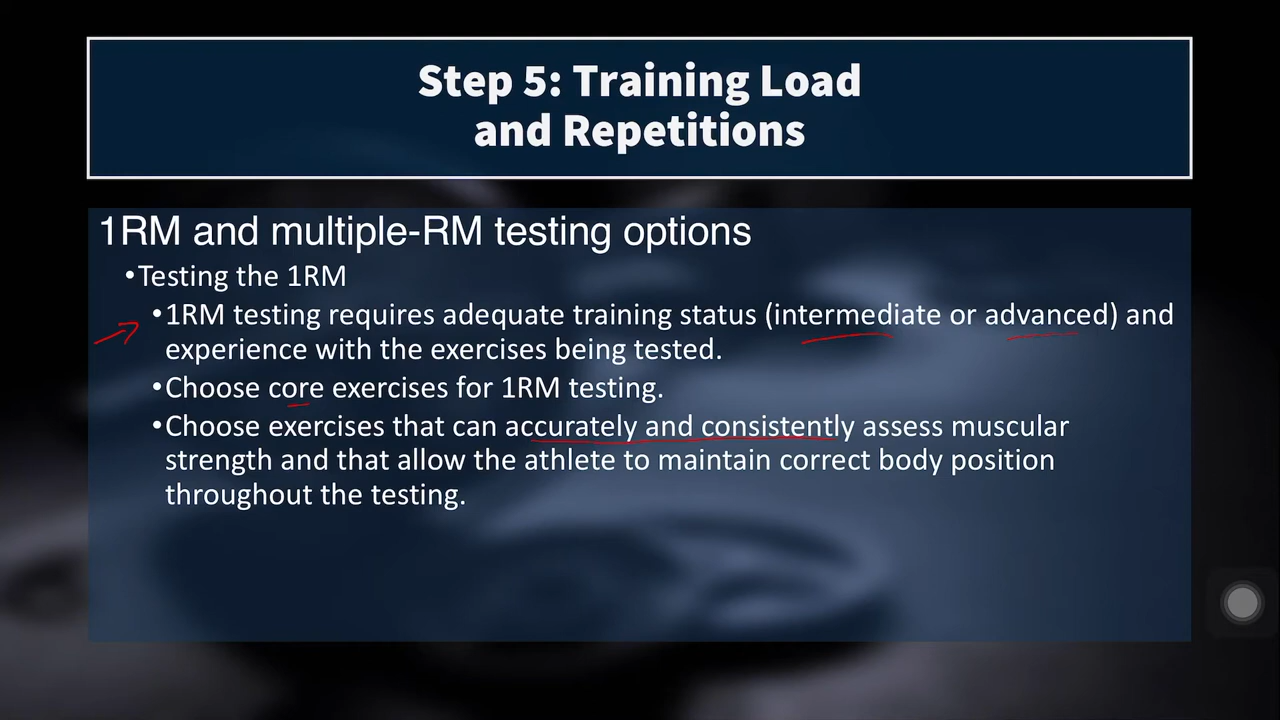 Step 5: Training Load
and Repetitions
1RM and multiple-RM testing options
•Testing the 1RM
•1RM testing requires adequate training status (intermediate or advanced) and
experience with the exercises being tested.
•Choose core exercises for 1RM testing.
•Choose exercises that can accurately and consistently assess muscular
strength and that allow the athlete to maintain correct body position
throughout the testing.